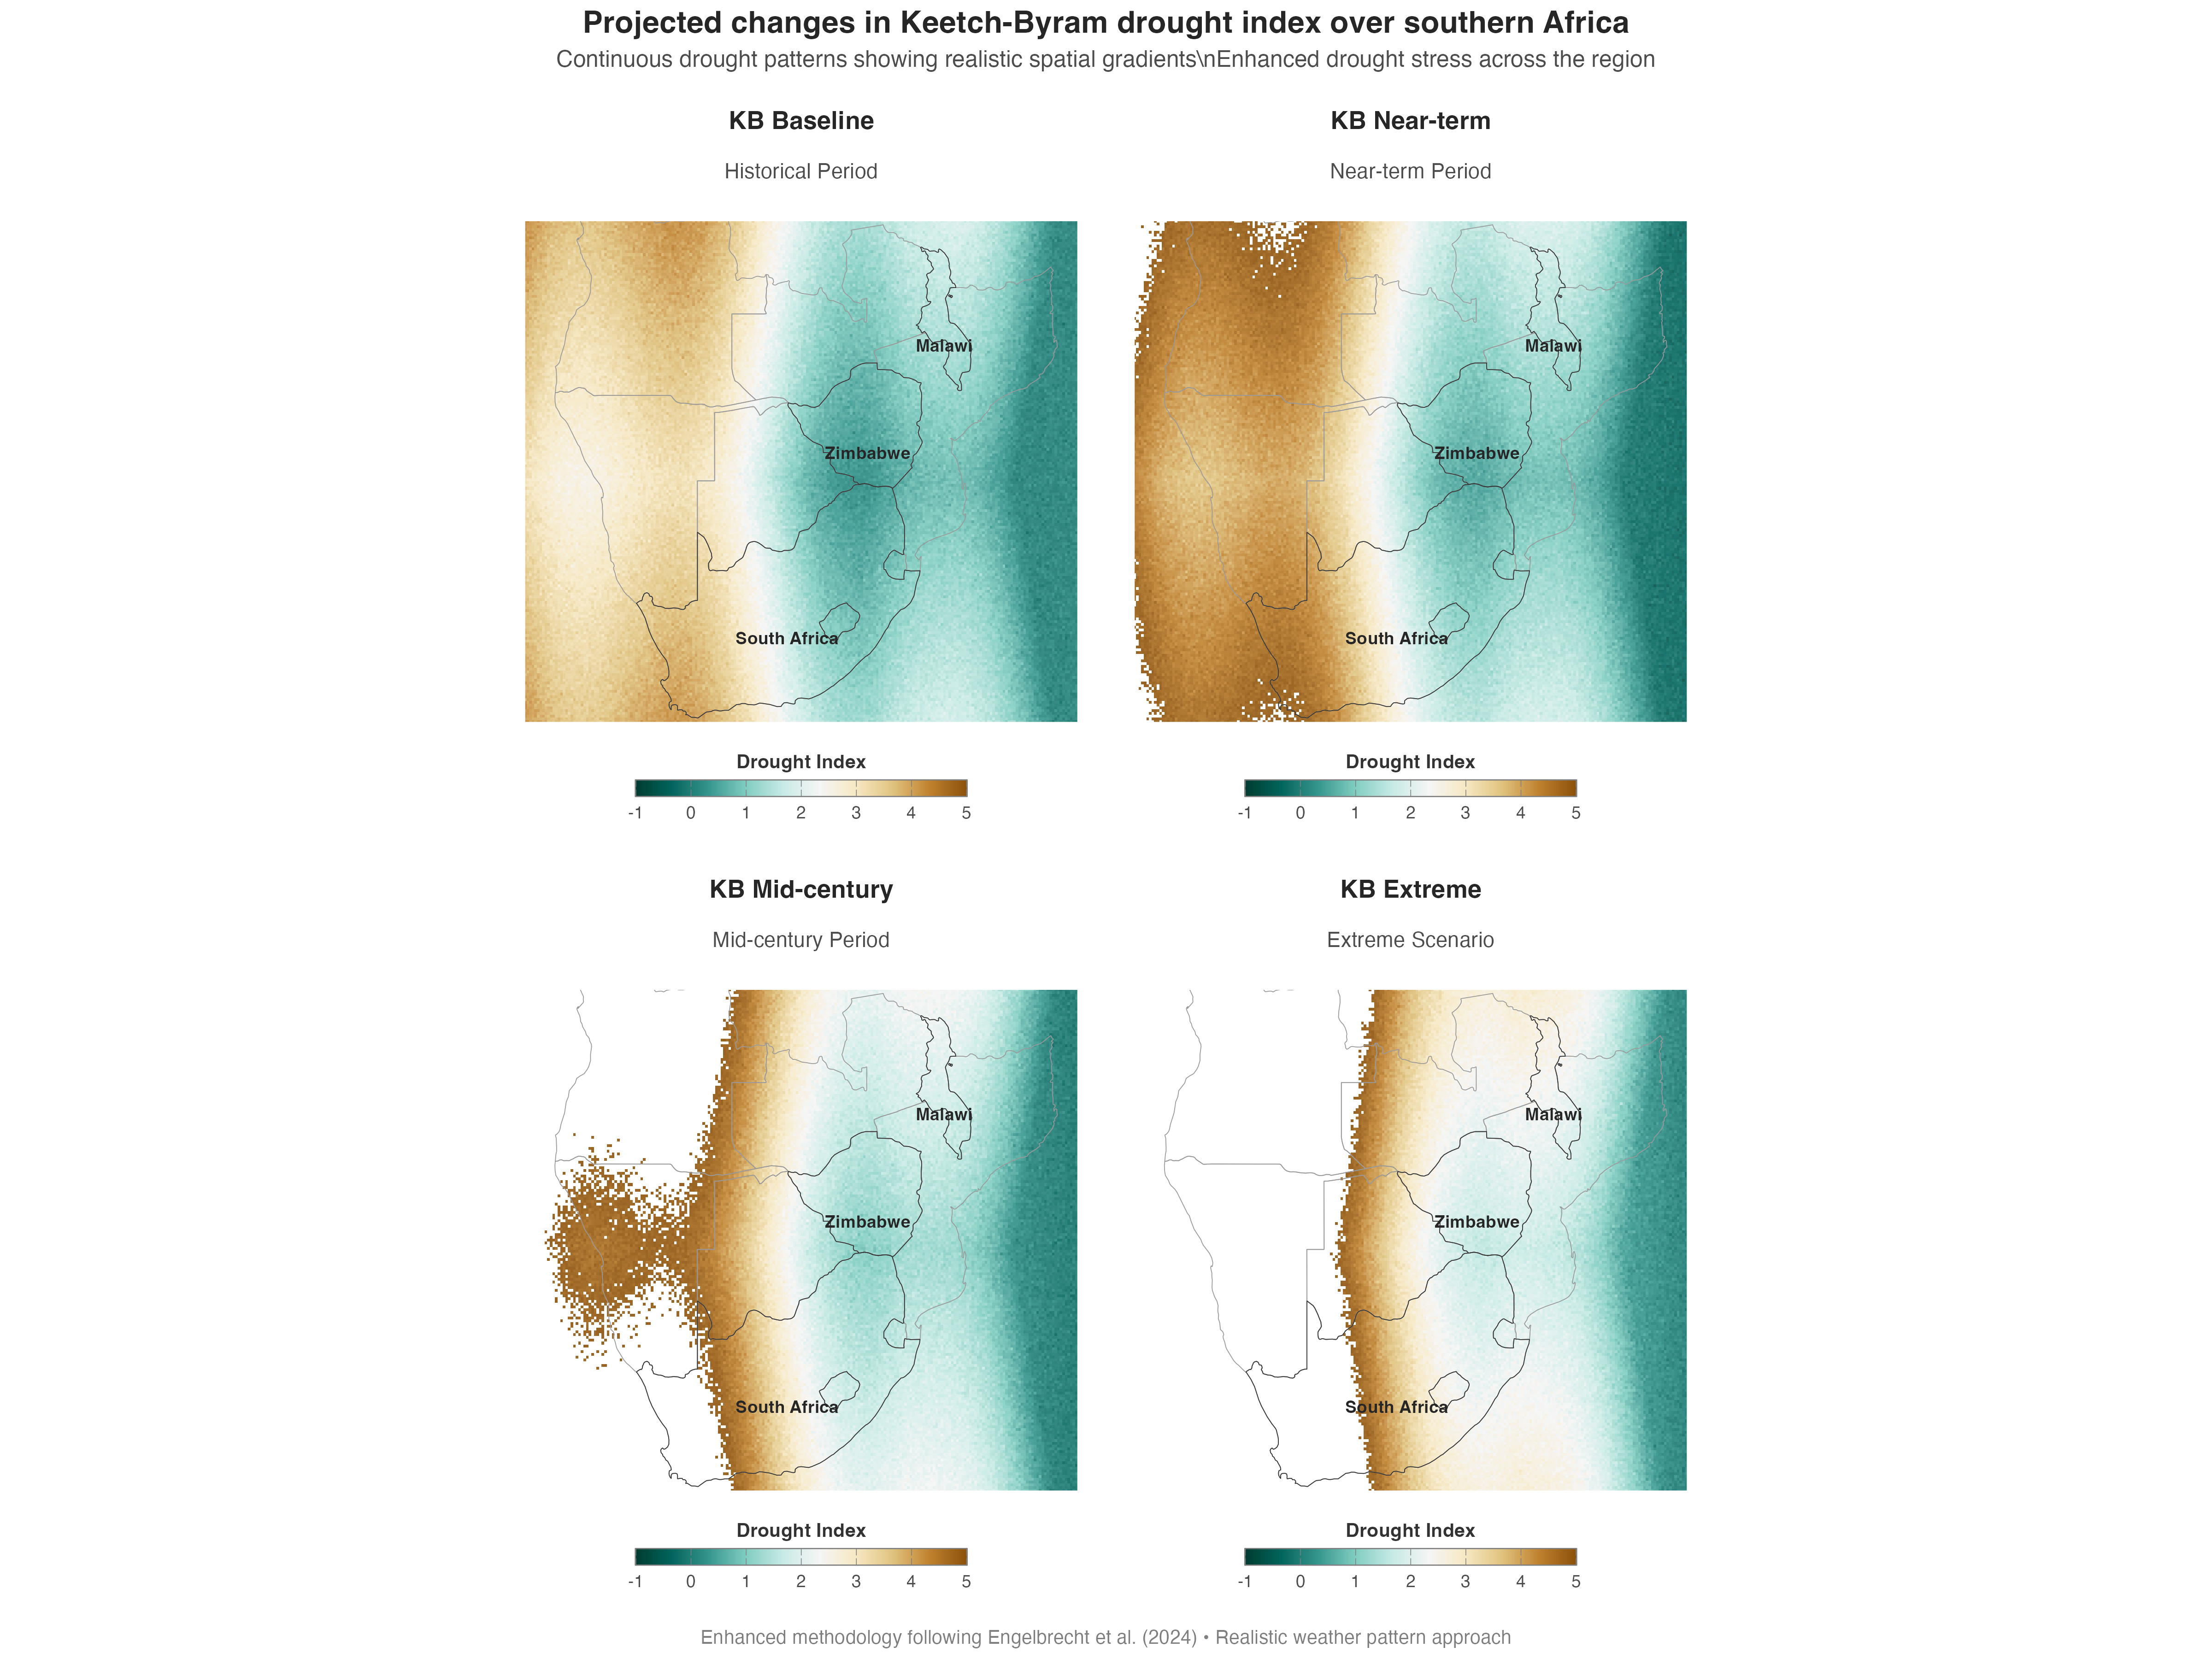 Projected changes in Keetch-Byram drought index over southern Africa
Continuous drought patterns showing realistic spatial gradients\nEnhanced drought stress across the region
KB Baseline
Historical Period
Malawi
Zimbabwe
South Africa
Drought Index
-1 0 1 2 3 4 5
KB Near-term
Near-term Period
Malawi
Zimbabwe
South Africa
Drought Index
-1 0 1 2 3 4 5
KB Mid-century
Mid-century Period
Malawi
Zimbabwe
South Africa
Drought Index
-1 0 1 2 3 4 5
KB Extreme
Extreme Scenario
Malawi
Zimbabwe
South Africa
Drought Index
-1 0 1 2 3 4 5
Enhanced methodology following Engelbrecht et al. (2024) • Realistic weather pattern approach